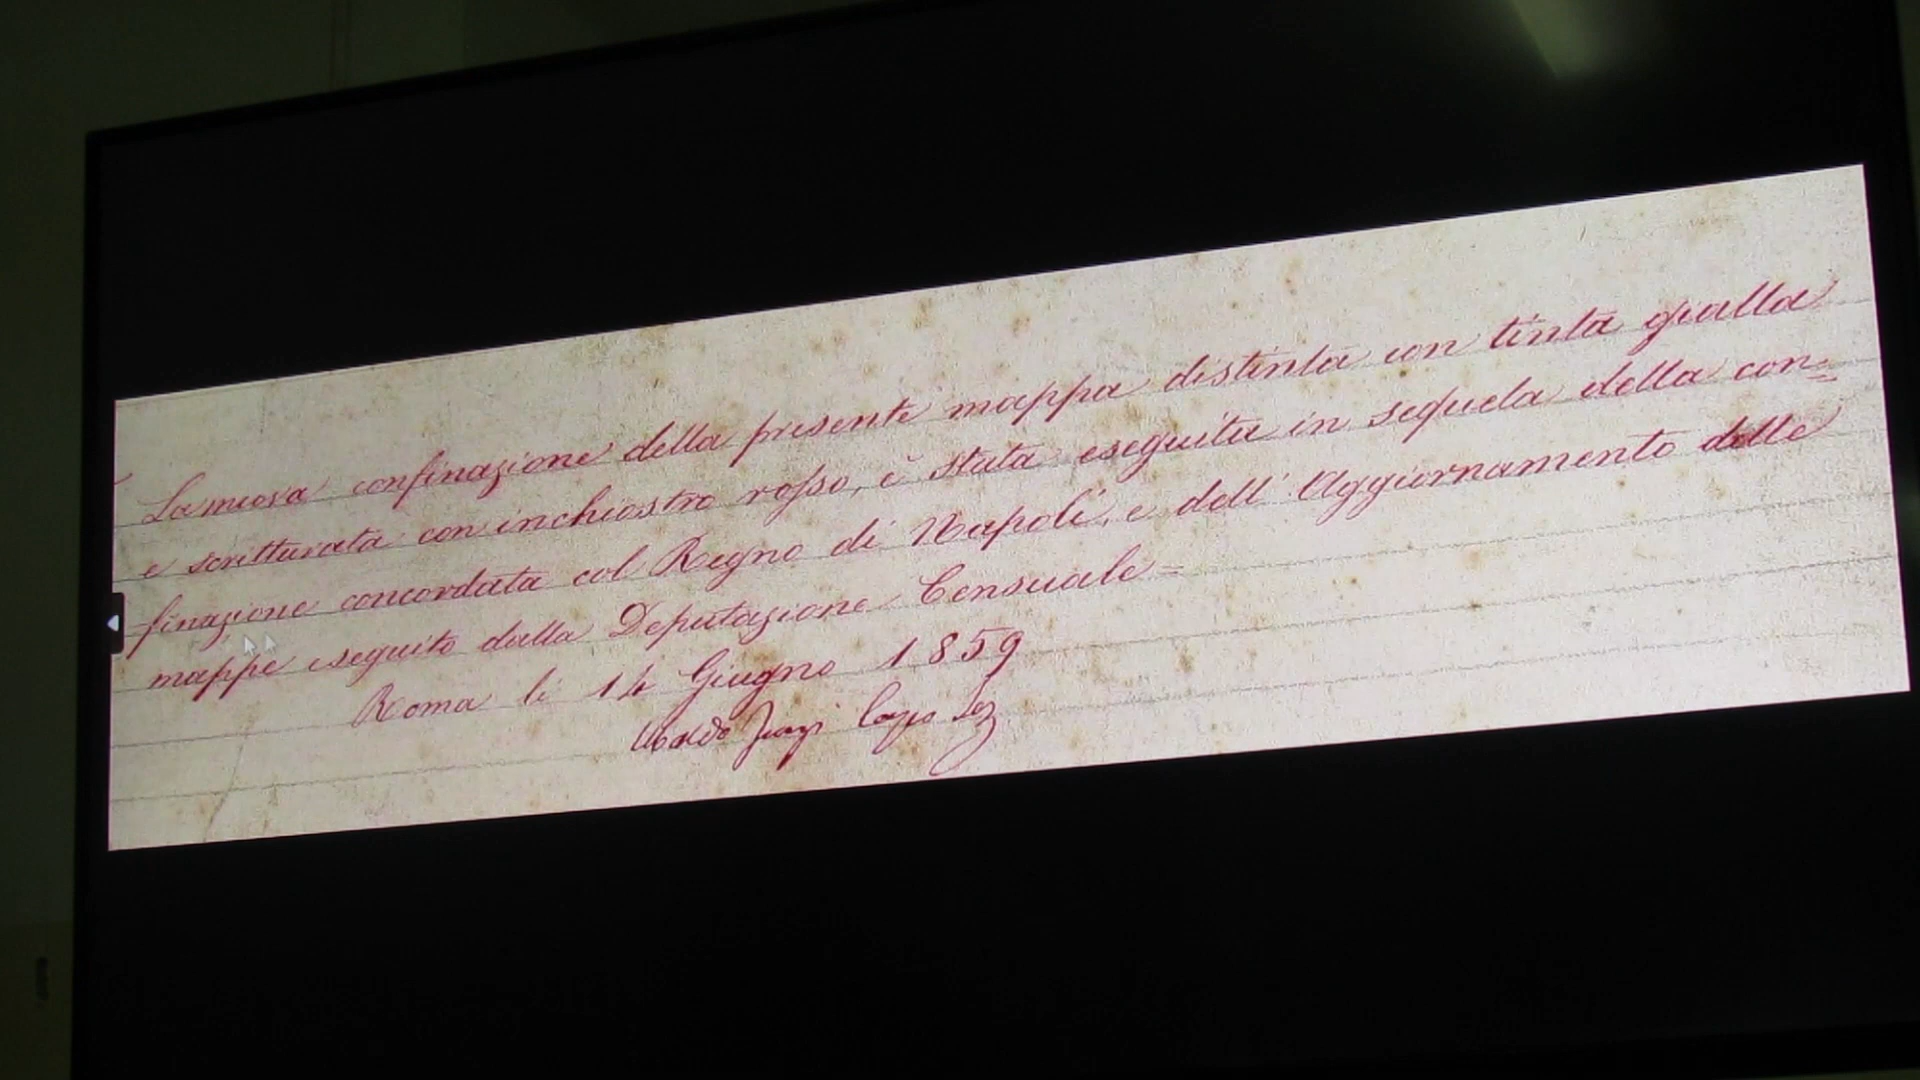 La nuova confinazione della presente mappa distinta con tinta gialla
e scritturata con inchiostro rosso, è stata eseguita in sequela della con=
finazione concordata col Regno di Napoli, e dell' Aggiornamento delle
mappe eseguito dalla Deputazione Censuale =
Roma li 14 Giugno 1859
Ubaldo